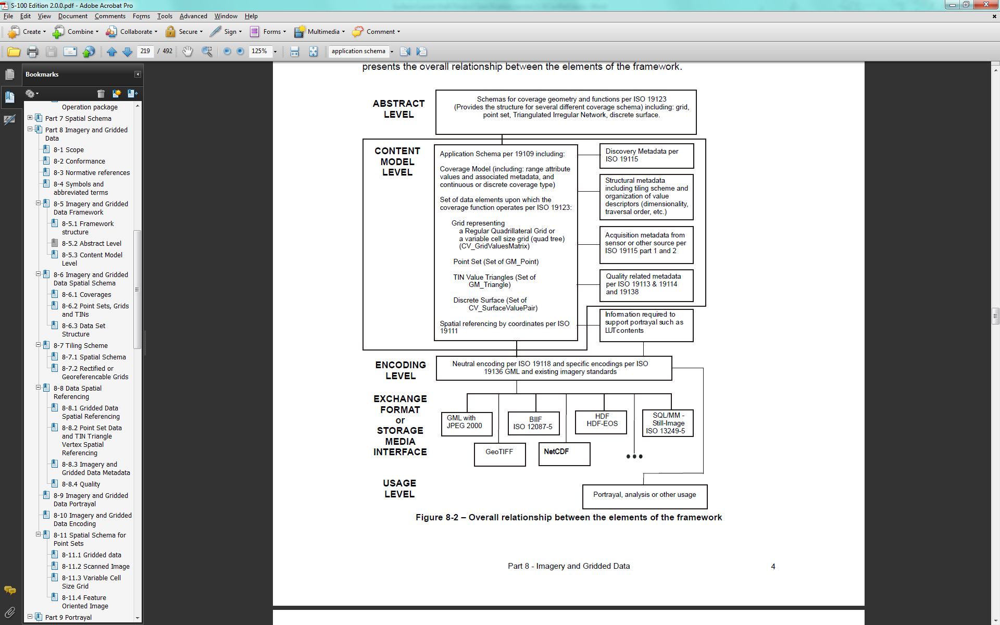 S-100 Edition 2.0.0.pdf - Adobe Acrobat Pro
File Edit View Document Comments Forms Tools Advanced Window Help
Create Combine Collaborate Secure Sign Forms Multimedia Comment
219 / 492 125% application schema
Bookmarks
Operation package
Part 7 Spatial Schema
Part 8 Imagery and Gridded
Data
8-1 Scope
8-2 Conformance
8-3 Normative references
8-4 Symbols and
abbreviated terms
8-5 Imagery and Gridded
Data Framework
8-5.1 Framework
structure
8-5.2 Abstract Level
8-5.3 Content Model
Level
8-6 Imagery and Gridded
Data Spatial Schema
8-6.1 Coverages
8-6.2 Point Sets, Grids
and TINs
8-6.3 Data Set
Structure
8-7 Tiling Scheme
8-7.1 Spatial Schema
8-7.2 Rectified or
Georeferencable Grids
8-8 Data Spatial
Referencing
8-8.1 Gridded Data
Spatial Referencing
8-8.2 Point Set Data
and TIN Triangle
Vertex Spatial
Referencing
8-8.3 Imagery and
Gridded Data Metadata
8-8.4 Quality
8-9 Imagery and Gridded
Data Portrayal
8-10 Imagery and Gridded
Data Encoding
8-11 Spatial Schema for
Point Sets
8-11.1 Gridded data
8-11.2 Scanned Image
8-11.3 Variable Cell
Size Grid
8-11.4 Feature
Oriented Image
Part 9 Portrayal
presents the overall relationship between the elements of the framework.
ABSTRACT
LEVEL
Schemas for coverage geometry and functions per ISO 19123
(Provides the structure for several different coverage schema) including: grid,
point set, Triangulated Irregular Network, discrete surface.
CONTENT
MODEL
LEVEL
Application Schema per 19109 including:
Coverage Model (including: range attribute
values and associated metadata, and
continuous or discrete coverage type)
Set of data elements upon which the
coverage function operates per ISO 19123:
Grid representing
a Regular Quadrillateral Grid or
a variable cell size grid (quad tree)
(CV_GridValuesMatrix)
Point Set (Set of GM_Point)
TIN Value Triangles (Set of
GM_Triangle)
Discrete Surface (Set of
CV_SurfaceValuePair)
Spatial referencing by coordinates per ISO
19111
Discovery Metadata per
ISO 19115
Structural metadata
including tiling scheme and
organization of value
descriptors (dimensionality,
traversal order, etc.)
Acquisition metadata from
sensor or other source per
ISO 19115 part 1 and 2
Quality related metadata
per ISO 19113 & 19114
and 19138
Information required to
support portrayal such as
LUT contents
ENCODING
LEVEL
Neutral encoding per ISO 19118 and specific encodings per ISO
19136 GML and existing imagery standards
EXCHANGE
FORMAT
or
STORAGE
MEDIA
INTERFACE
GML with
JPEG 2000
BIIF
ISO 12087-5
HDF
HDF-EOS
SQL/MM -
Still-Image
ISO 13249-5
GeoTIFF
NetCDF
•••
USAGE
LEVEL
Portrayal, analysis or other usage
Figure 8-2 – Overall relationship between the elements of the framework
Part 8 - Imagery and Gridded Data 4